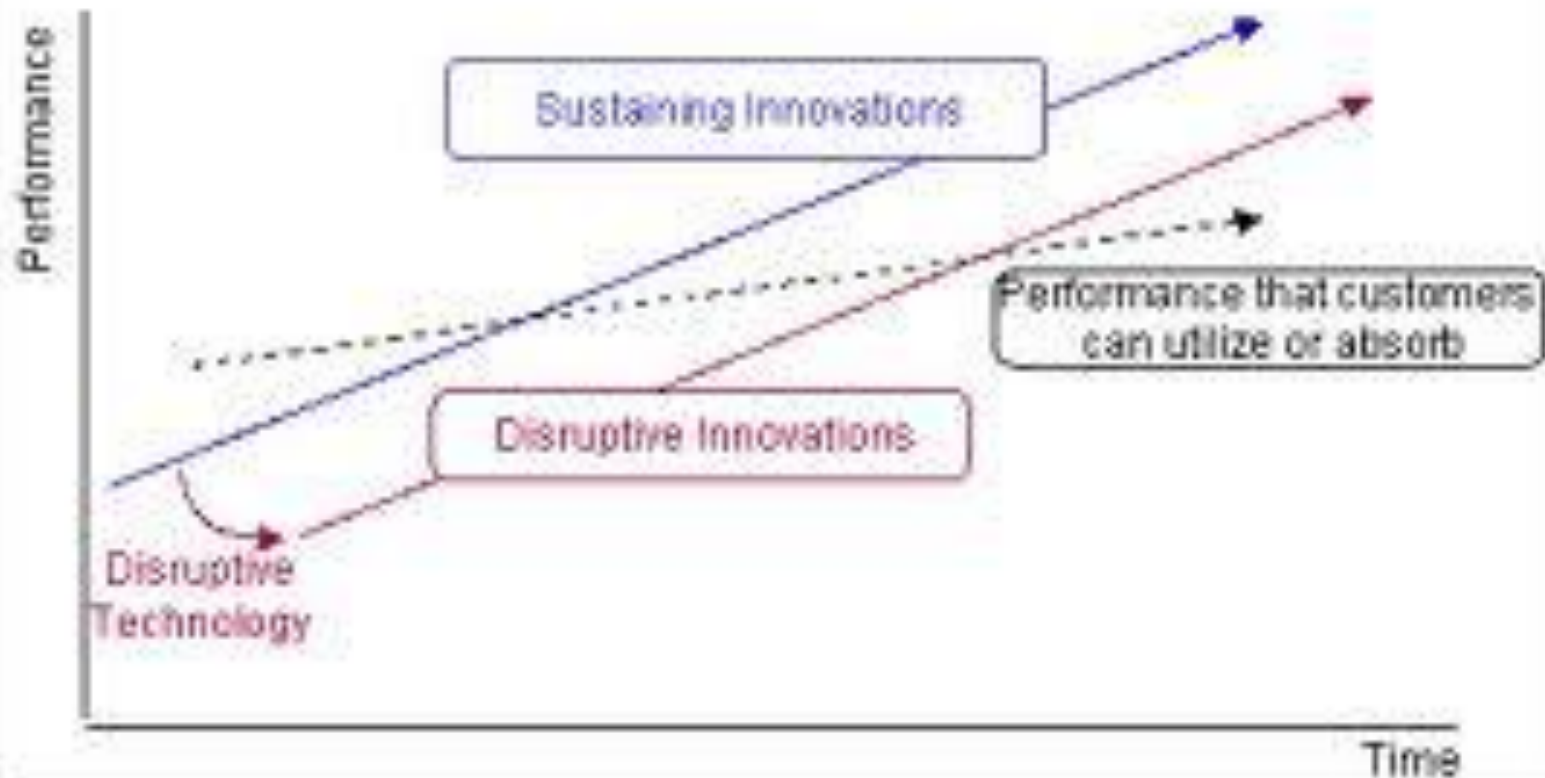 Performance
Sustaining Innovations
Performance that customers
can utilize or absorb
Disruptive Innovations
Disruptive
Technology
Time